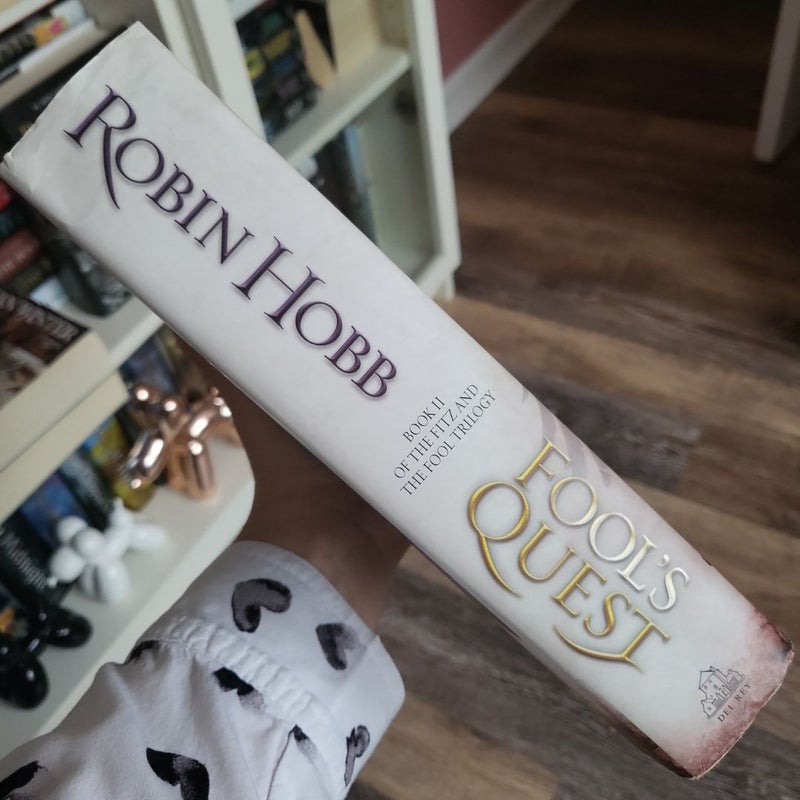 ROBIN HOBB
BOOK II
OF THE FITZ AND
THE FOOL TRILOGY
FOOL'S
QUEST
DEL REY